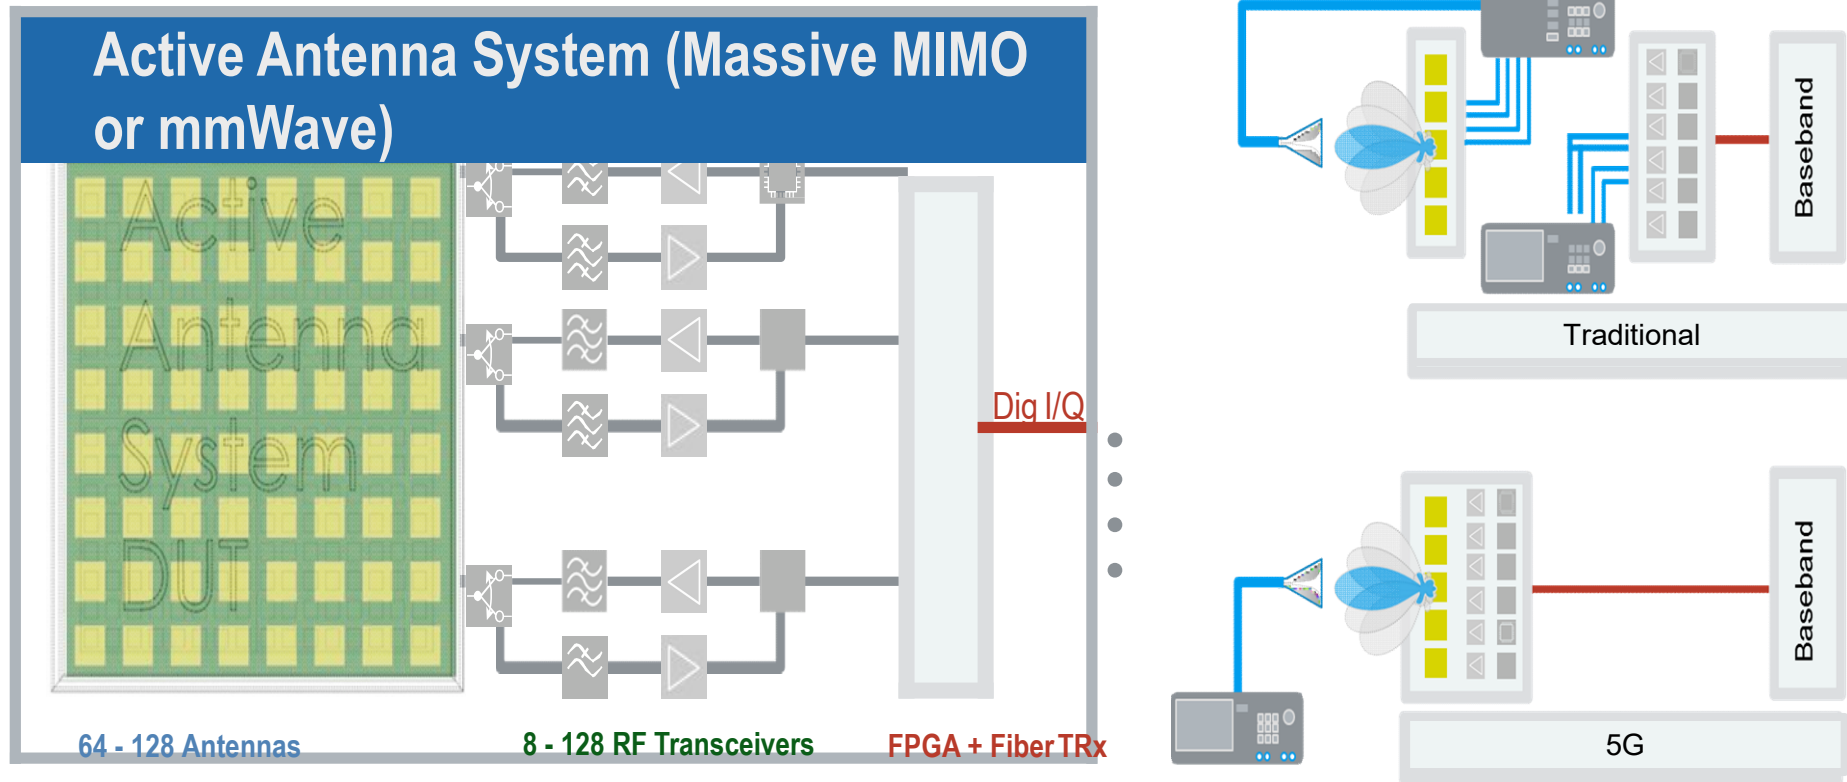 Active Antenna System (Massive MIMO
or mmWave)
Active
Antenna
System
DUT
Dig I/Q
64 - 128 Antennas
8 - 128 RF Transceivers
FPGA + Fiber TRx
Baseband
Traditional
Baseband
5G